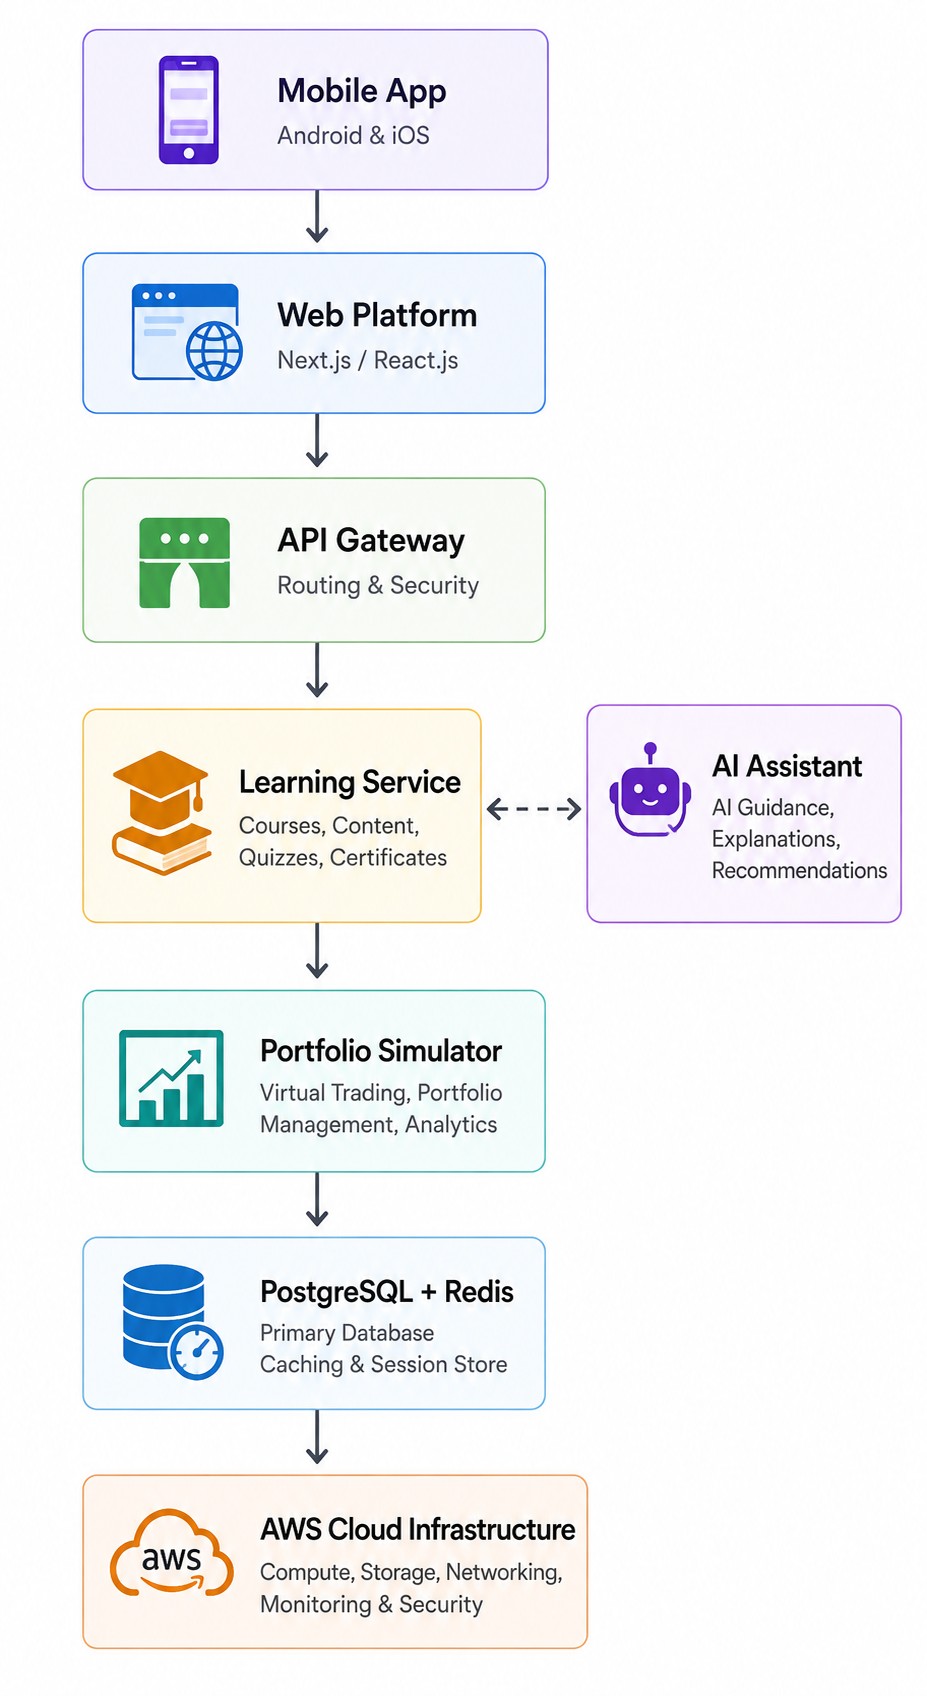 Mobile App
Android & iOS
Web Platform
Next.js / React.js
API Gateway
Routing & Security
Learning Service
Courses, Content,
Quizzes, Certificates
AI Assistant
AI Guidance,
Explanations,
Recommendations
Portfolio Simulator
Virtual Trading, Portfolio
Management, Analytics
PostgreSQL + Redis
Primary Database
Caching & Session Store
aws
AWS Cloud Infrastructure
Compute, Storage, Networking,
Monitoring & Security